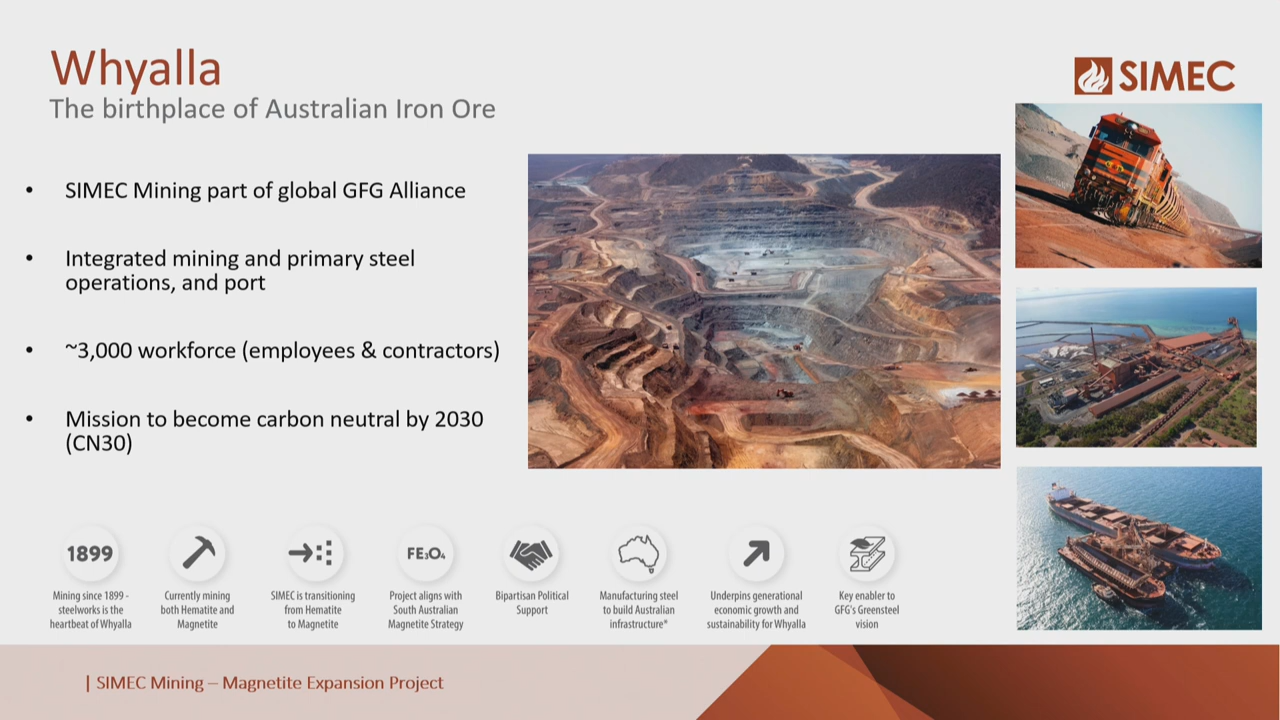 Whyalla
The birthplace of Australian Iron Ore
SIMEC
• SIMEC Mining part of global GFG Alliance
• Integrated mining and primary steel
operations, and port
• ~3,000 workforce (employees & contractors)
• Mission to become carbon neutral by 2030
(CN30)
1899
Mining since 1899 -
steelworks is the
heartbeat of Whyalla
Currently mining
both Hematite and
Magnetite
SIMEC is transitioning
from Hematite
to Magnetite
FE₃O₄
Project aligns with
South Australian
Magnetite Strategy
Bipartisan Political
Support
Manufacturing steel
to build Australian
infrastructure*
Underpins generational
economic growth and
sustainability for Whyalla
Key enabler to
GFG's Greensteel
vision
| SIMEC Mining – Magnetite Expansion Project